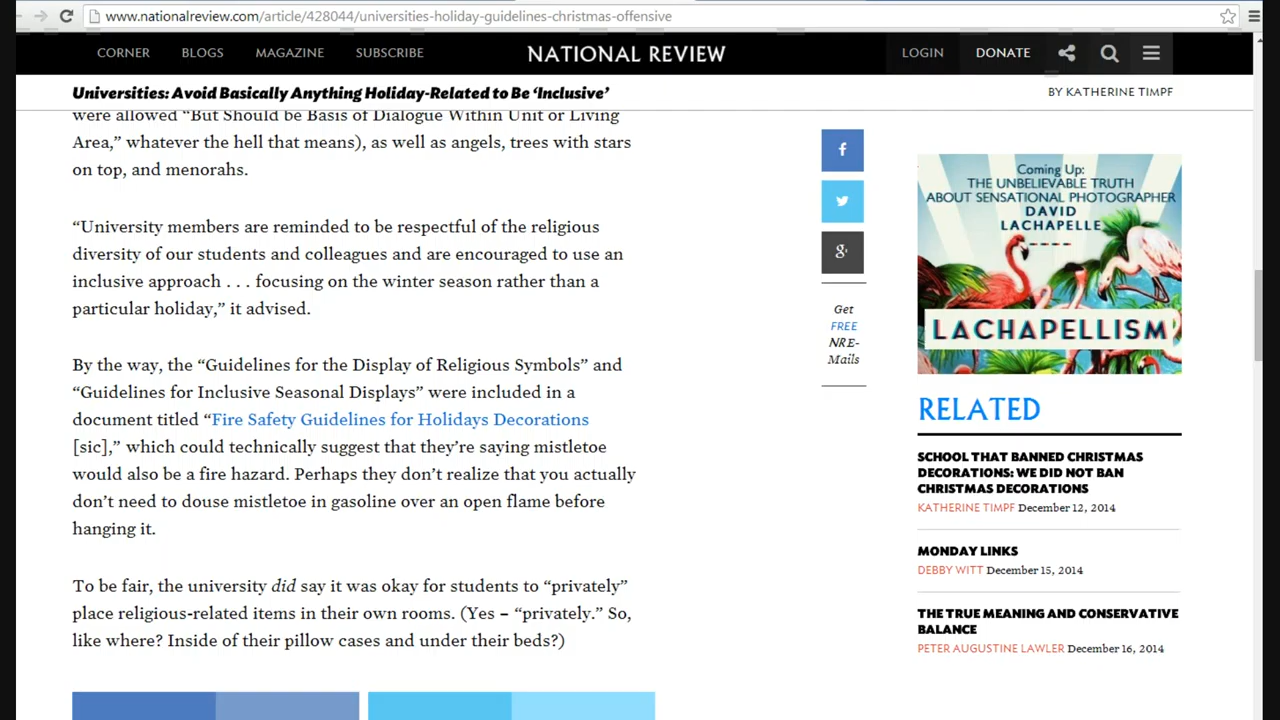 www.nationalreview.com/article/428044/universities-holiday-guidelines-christmas-offensive
CORNER BLOGS MAGAZINE SUBSCRIBE NATIONAL REVIEW LOGIN DONATE
Universities: Avoid Basically Anything Holiday-Related to Be ‘Inclusive’ BY KATHERINE TIMPF
were allowed “But Should be Basis of Dialogue Within Unit or Living
Area,” whatever the hell that means), as well as angels, trees with stars
on top, and menorahs.
“University members are reminded to be respectful of the religious
diversity of our students and colleagues and are encouraged to use an
inclusive approach . . . focusing on the winter season rather than a
particular holiday,” it advised.
By the way, the “Guidelines for the Display of Religious Symbols” and
“Guidelines for Inclusive Seasonal Displays” were included in a
document titled “Fire Safety Guidelines for Holidays Decorations
[sic],” which could technically suggest that they’re saying mistletoe
would also be a fire hazard. Perhaps they don’t realize that you actually
don’t need to douse mistletoe in gasoline over an open flame before
hanging it.
To be fair, the university did say it was okay for students to “privately”
place religious-related items in their own rooms. (Yes – “privately.” So,
like where? Inside of their pillow cases and under their beds?)
f
g+
Get
FREE
NRE-
Mails
Coming Up:
THE UNBELIEVABLE TRUTH
ABOUT SENSATIONAL PHOTOGRAPHER
DAVID
LACHAPELLE
LACHAPELLISM
RELATED
SCHOOL THAT BANNED CHRISTMAS
DECORATIONS: WE DID NOT BAN
CHRISTMAS DECORATIONS
KATHERINE TIMPF December 12, 2014
MONDAY LINKS
DEBBY WITT December 15, 2014
THE TRUE MEANING AND CONSERVATIVE
BALANCE
PETER AUGUSTINE LAWLER December 16, 2014